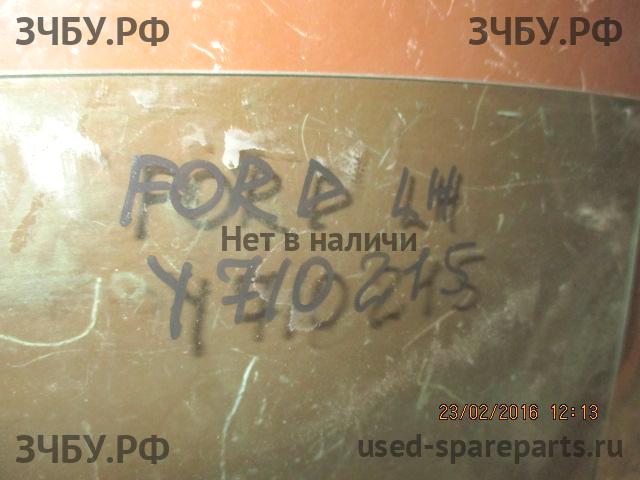 ЗЧБУ.РФ ЗЧБУ.РФ
FORD LH
Нет в наличи
Y710215
23/02/2016 12:13
ЗЧБУ.РФ used-spareparts.ru